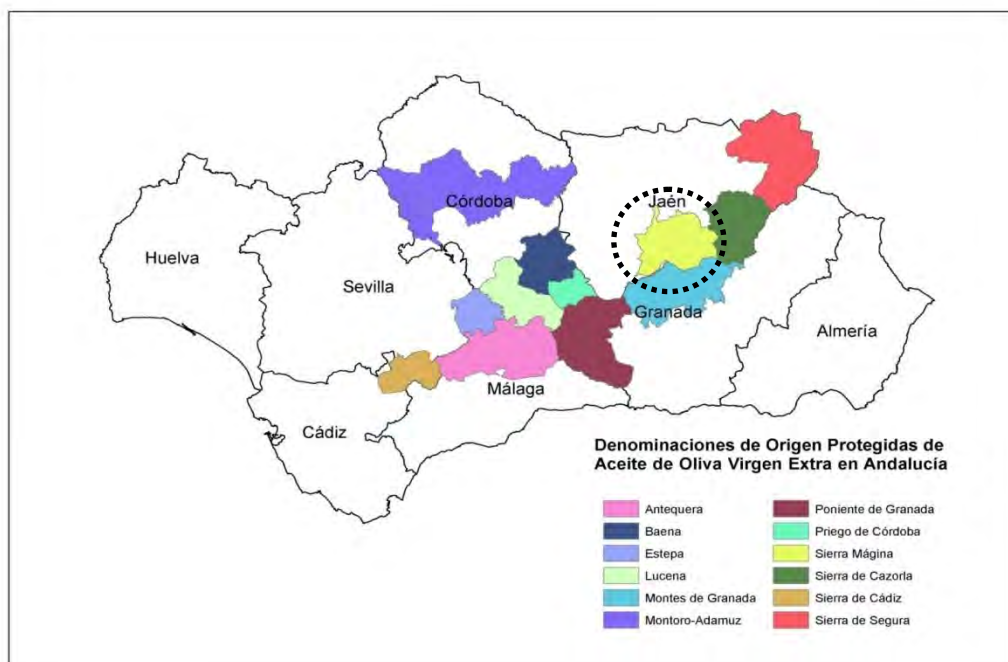 Córdoba
Jaén
Huelva
Sevilla
Granada
Almería
Málaga
Cádiz
Denominaciones de Origen Protegidas de
Aceite de Oliva Virgen Extra en Andalucía
Antequera
Baena
Estepa
Lucena
Montes de Granada
Montoro-Adamuz
Poniente de Granada
Priego de Córdoba
Sierra Mágina
Sierra de Cazorla
Sierra de Cádiz
Sierra de Segura